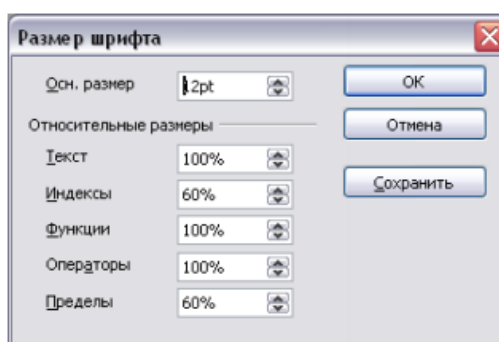 Размер шрифта
Осн. размер 12pt ОК
Относительные размеры Отмена
Текст 100%
Индексы 60% Сохранить
Функции 100%
Операторы 100%
Пределы 60%